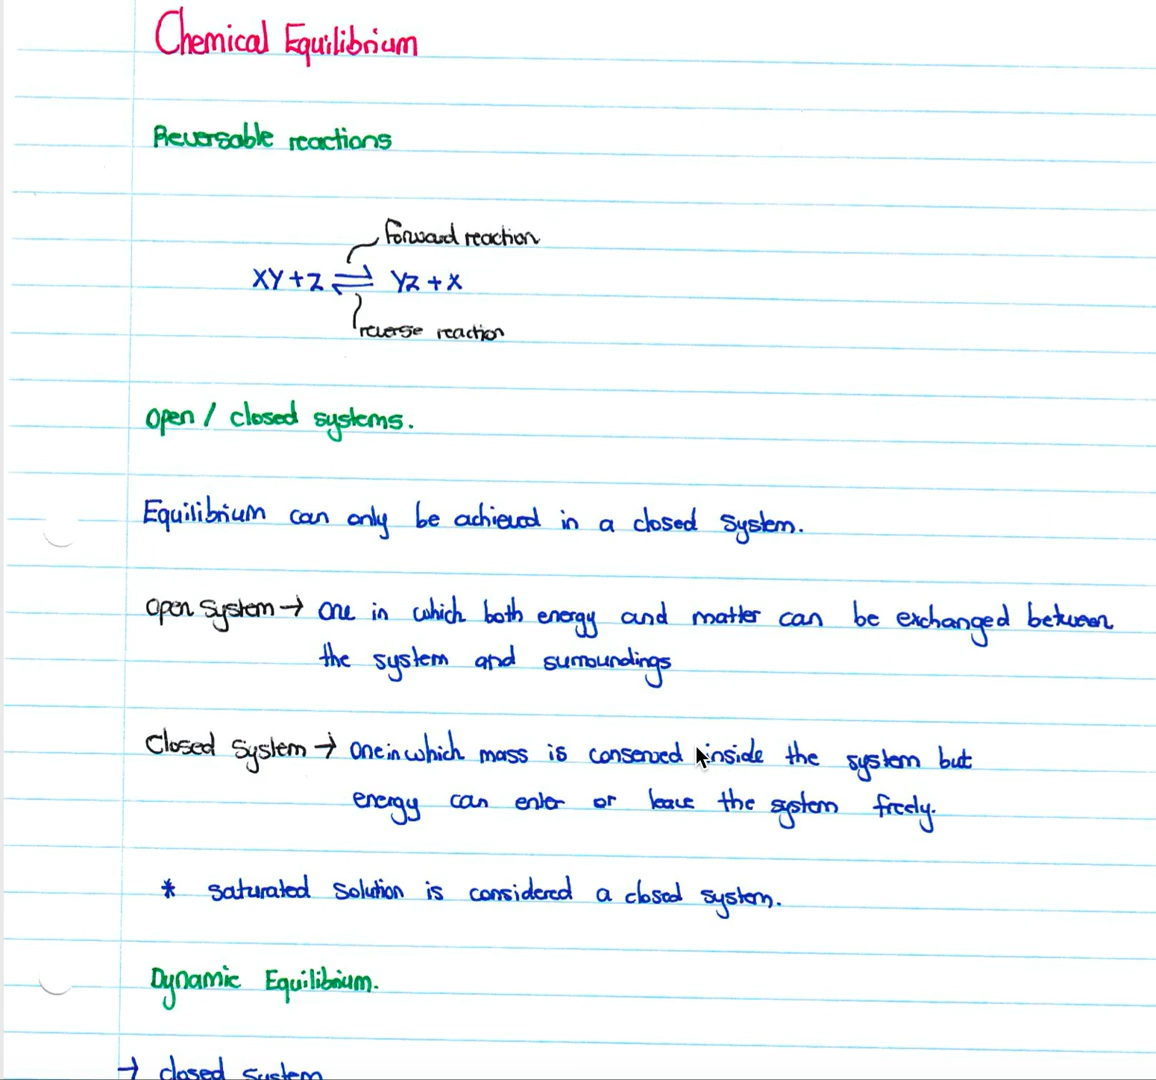 Chemical Equilibrium
Reversable reactions
forward reaction
XY + Z ⇌ YZ + X
reverse reaction
Open / closed systems.
Equilibrium can only be achieved in a closed system.
Open system → one in which both energy and matter can be exchanged between
the system and surroundings
Closed system → one in which mass is conserved inside the system but
energy can enter or leave the system freely.
* saturated solution is considered a closed system.
Dynamic Equilibrium.
→ closed system